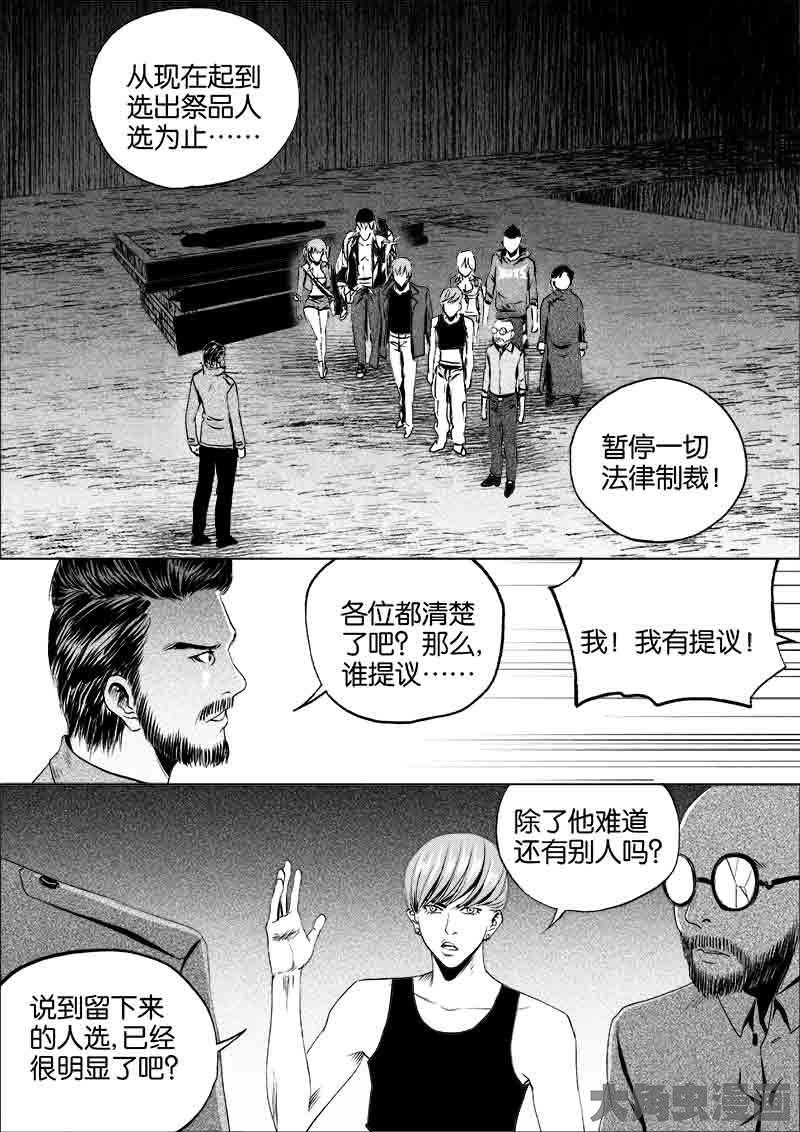 从现在起到
选出祭品人
选为止……
暂停一切
法律制裁！
各位都清楚
了吧？那么，
谁提议……
我！我有提议！
除了他难道
还有别人吗？
说到留下来
的人选,已经
很明显了吧？
大角虫漫画